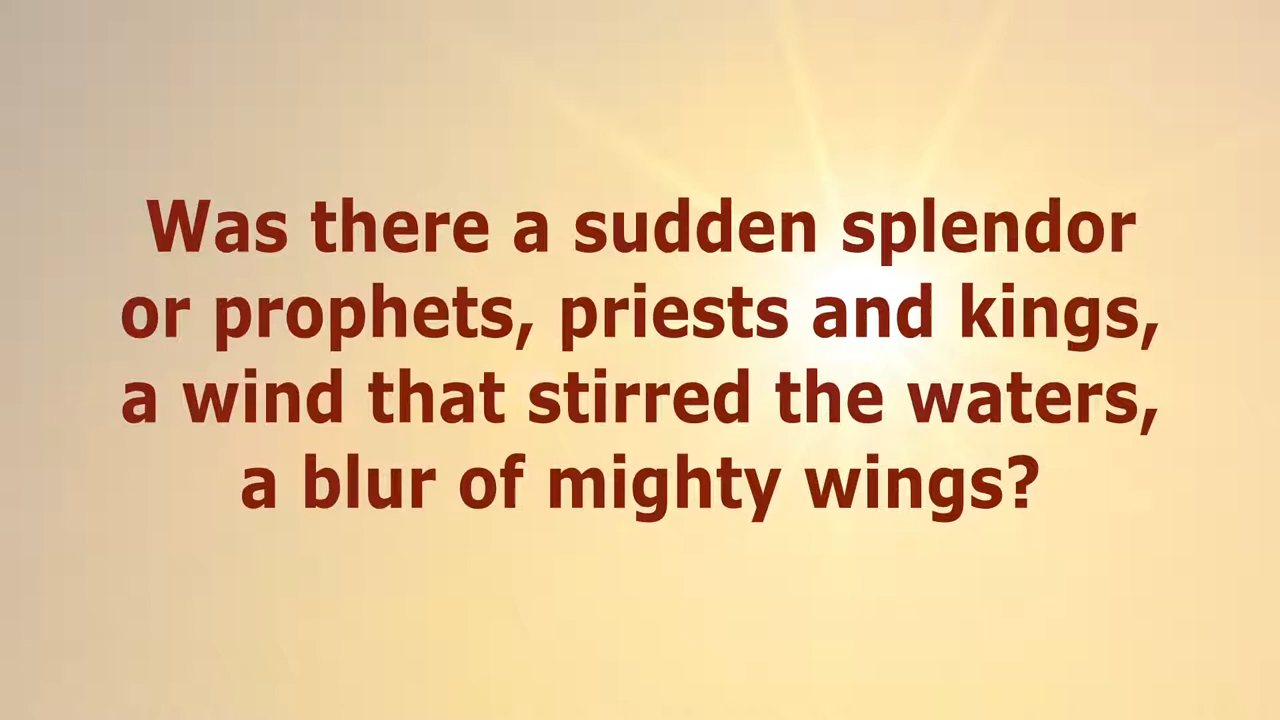 Was there a sudden splendor
or prophets, priests and kings,
a wind that stirred the waters,
a blur of mighty wings?